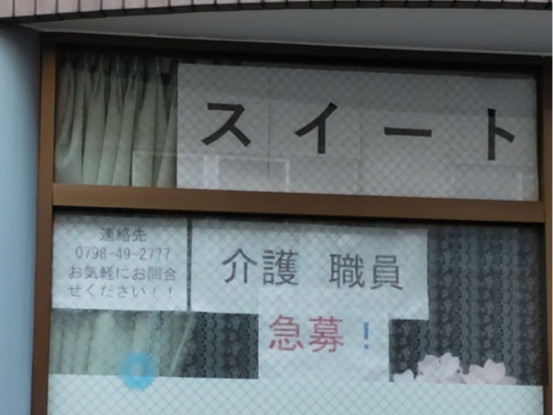 スイート
連絡先
0798-49-2777
お気軽にお問合
せください！！
介護 職員
急募！